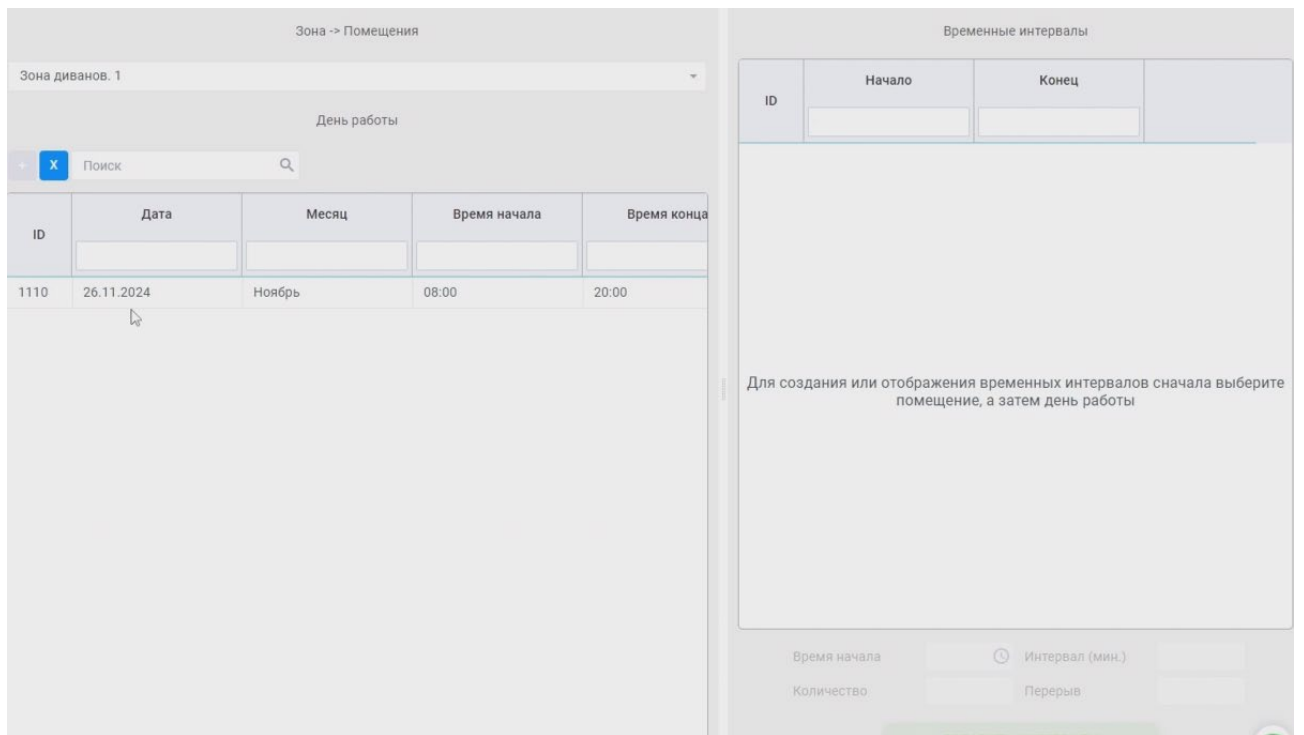 Зона -> Помещения
Зона диванов. 1
День работы
+ X Поиск
ID Дата Месяц Время начала Время конца
1110 26.11.2024 Ноябрь 08:00 20:00
Временные интервалы
ID Начало Конец
Для создания или отображения временных интервалов сначала выберите
помещение, а затем день работы
Время начала Интервал (мин.)
Количество Перерыв